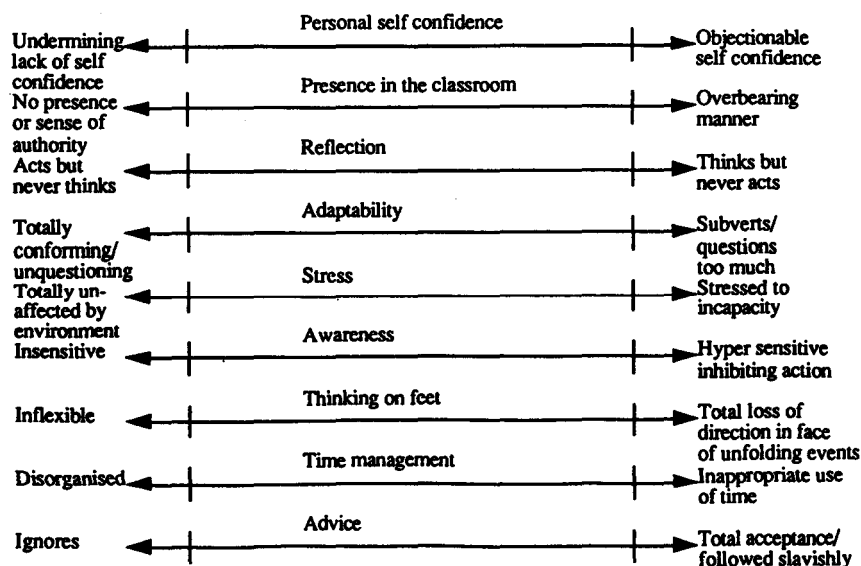 Personal self confidence
Undermining
lack of self
confidence
Objectionable
self confidence
Presence in the classroom
No presence
or sense of
authority
Overbearing
manner
Reflection
Acts but
never thinks
Thinks but
never acts
Adaptability
Totally
conforming/
unquestioning
Subverts/
questions
too much
Stress
Totally un-
affected by
environment
Stressed to
incapacity
Awareness
Insensitive
Hyper sensitive
inhibiting action
Thinking on feet
Inflexible
Total loss of
direction in face
of unfolding events
Time management
Disorganised
Inappropriate use
of time
Advice
Ignores
Total acceptance/
followed slavishly